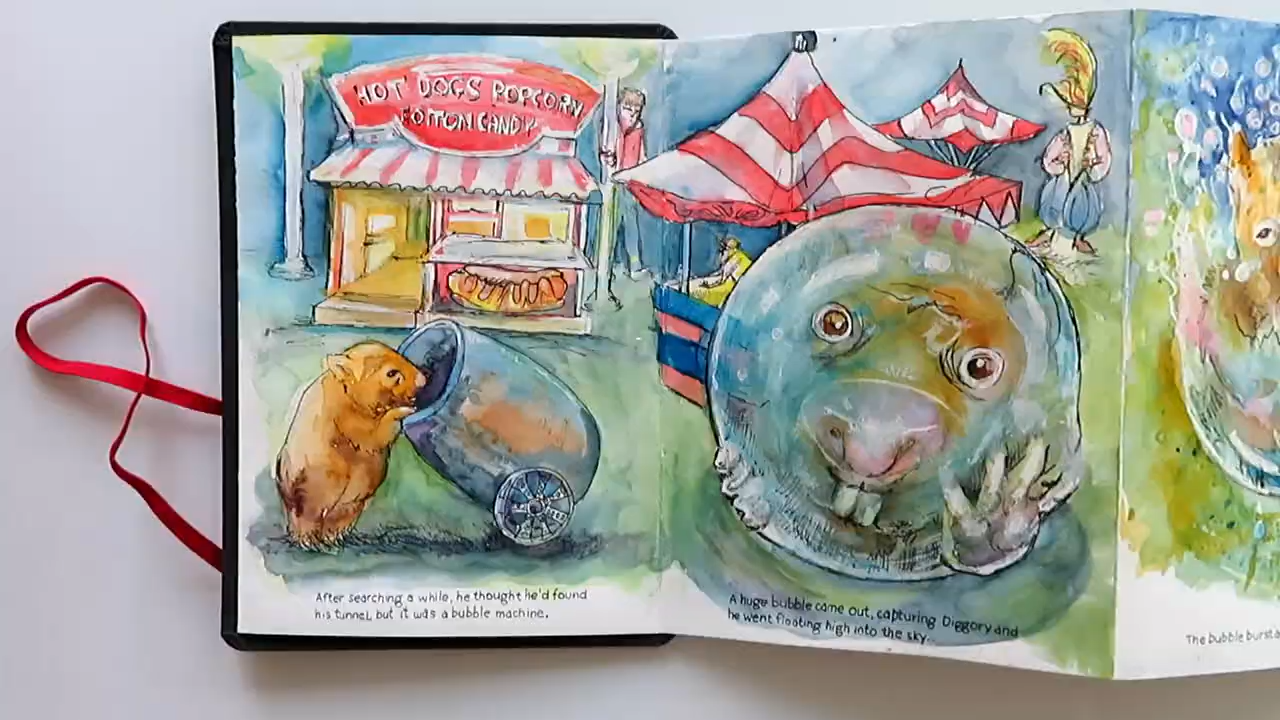 HOT DOGS POPCORN
COTTON CANDY
After searching a while, he thought he'd found
his tunnel, but it was a bubble machine.
A huge bubble came out, capturing Diggory and
he went floating high into the sky...
The bubble burst